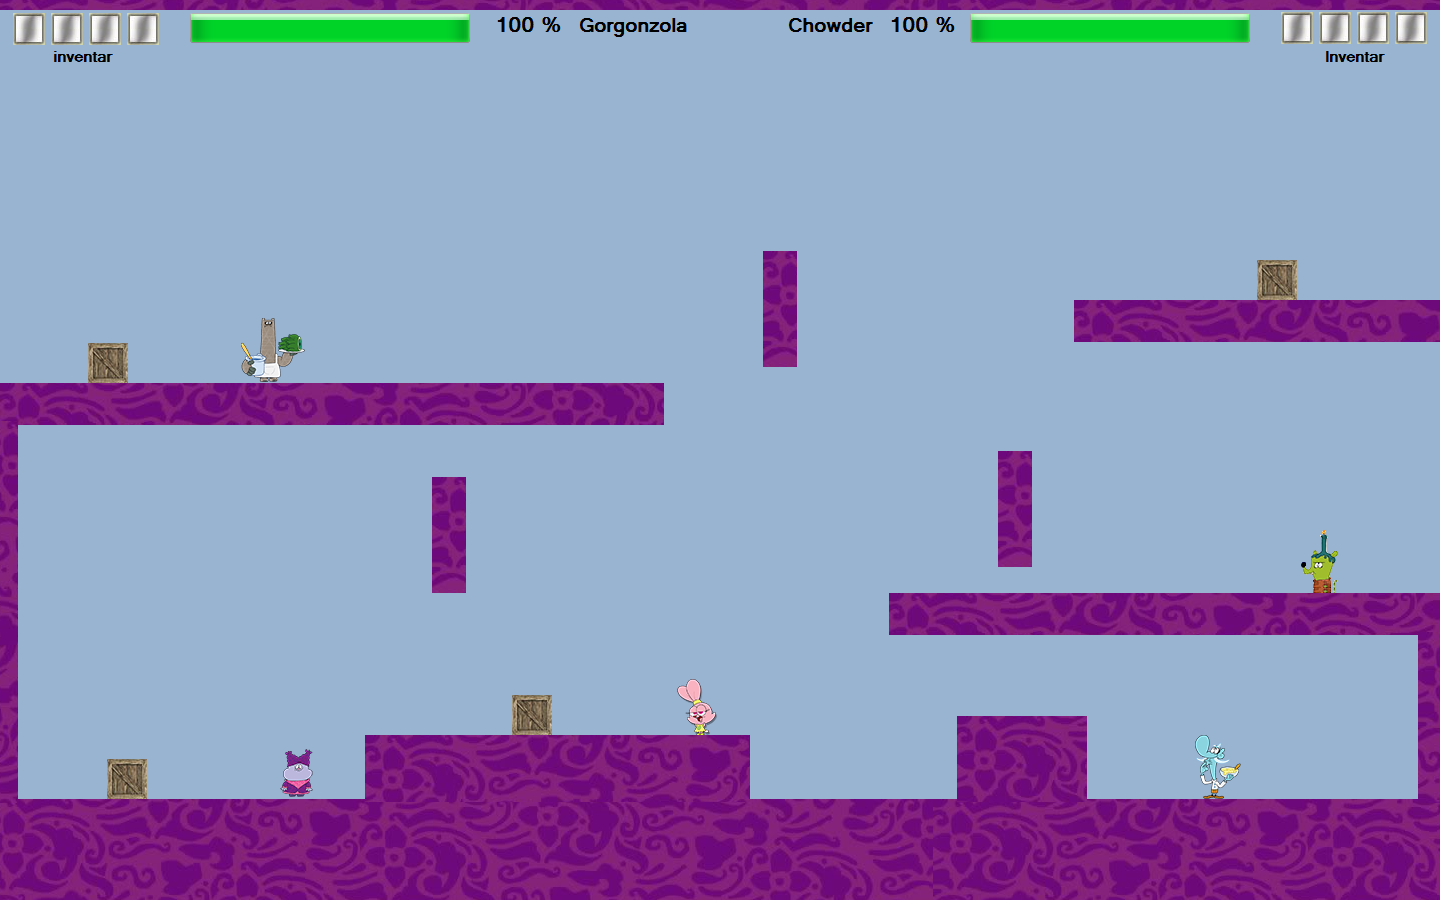 100 % Gorgonzola
Chowder 100 %
inventar
Inventar